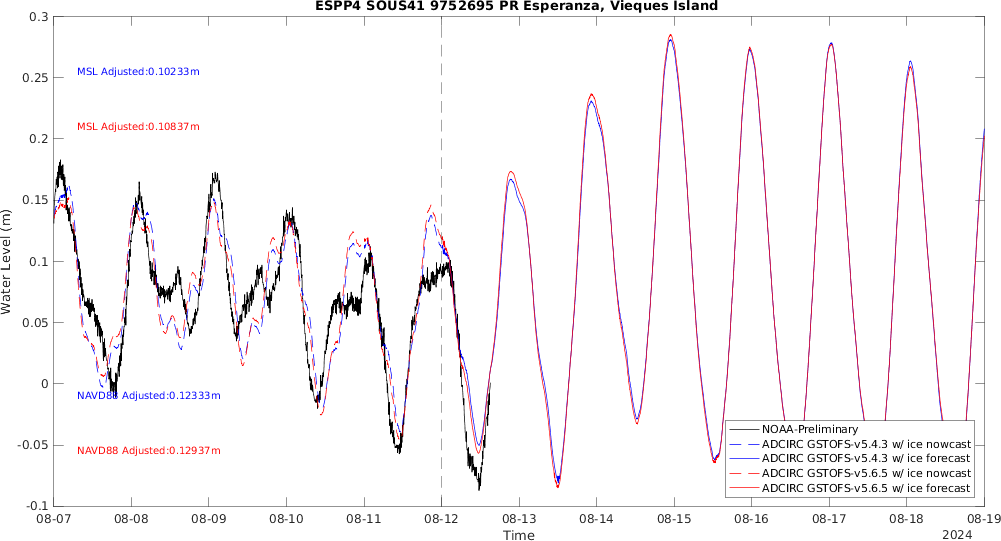 ESPP4 SOUS41 9752695 PR Esperanza, Vieques Island
0.3
0.25
0.2
0.15
0.1
0.05
0
-0.05
-0.1
Water Level (m)
MSL Adjusted:0.10233m
MSL Adjusted:0.10837m
NAVD88 Adjusted:0.12333m
NAVD88 Adjusted:0.12937m
NOAA-Preliminary
ADCIRC GSTOFS-v5.4.3 w/ ice nowcast
ADCIRC GSTOFS-v5.4.3 w/ ice forecast
ADCIRC GSTOFS-v5.6.5 w/ ice nowcast
ADCIRC GSTOFS-v5.6.5 w/ ice forecast
08-07 08-08 08-09 08-10 08-11 08-12 08-13 08-14 08-15 08-16 08-17 08-18 08-19
Time
2024